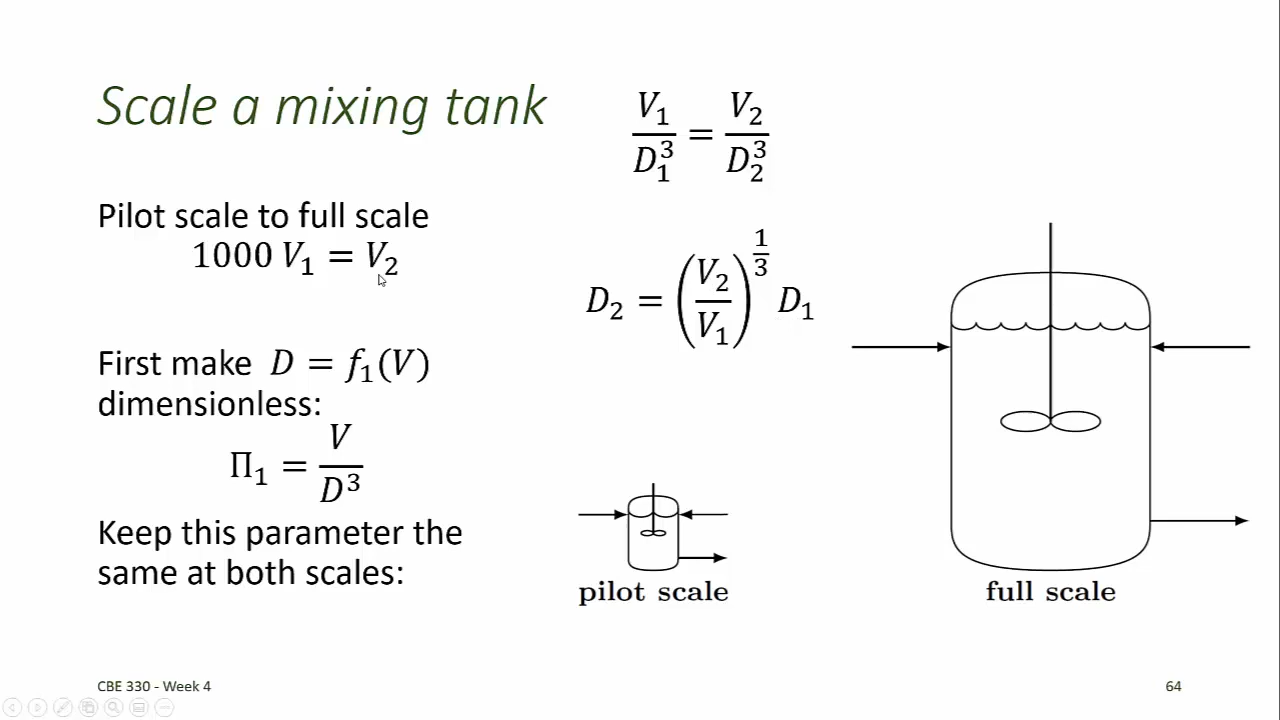 Scale a mixing tank
Pilot scale to full scale
1000 V₁ = V₂
First make D = f₁(V)
dimensionless:
Π₁ = V/D³
Keep this parameter the
same at both scales:
V₁/D₁³ = V₂/D₂³
D₂ = (V₂/V₁)^(1/3) D₁
pilot scale
full scale
CBE 330 - Week 4
64